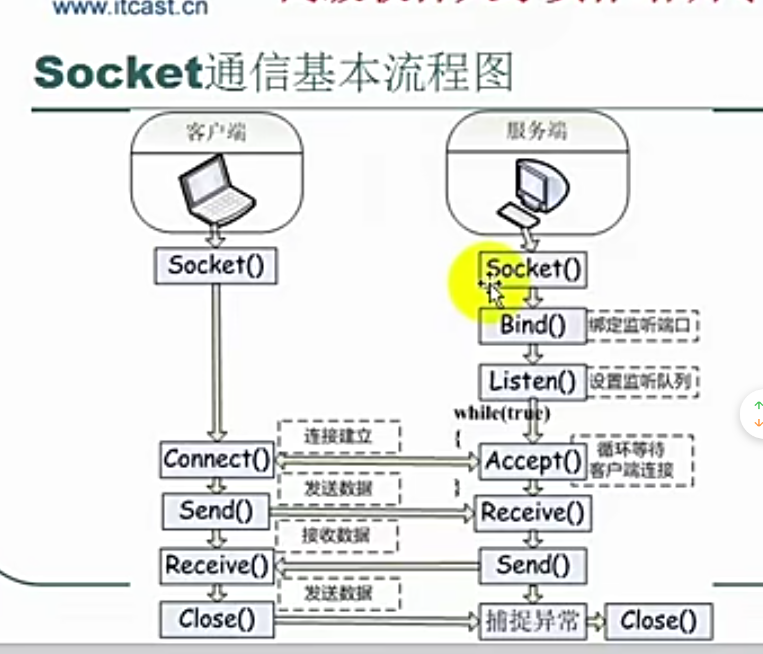 www.itcast.cn
Socket通信基本流程图
客户端
服务端
Socket()
Socket()
Bind()
绑定监听端口
Listen()
设置监听队列
while(true)
{
连接建立
Connect()
Accept()
循环等待
客户端连接
发送数据
}
Send()
Receive()
接收数据
Receive()
Send()
发送数据
Close()
捕捉异常
Close()